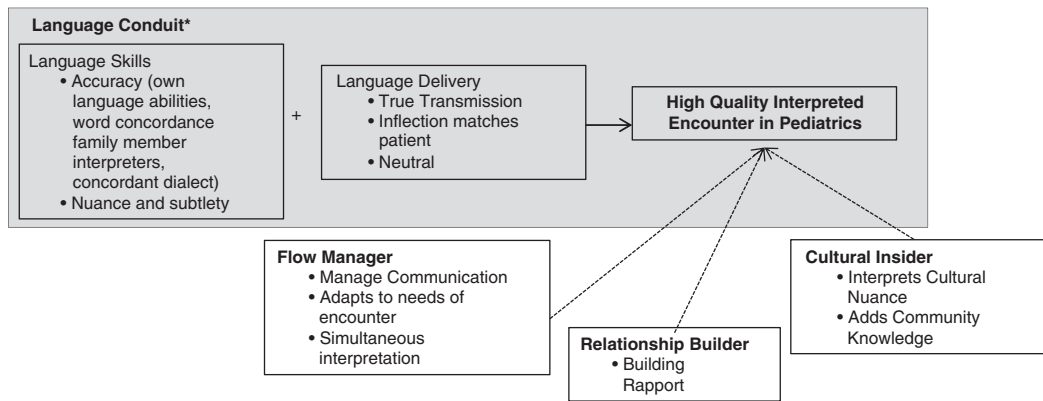 Language Conduit*
Language Skills
• Accuracy (own
language abilities,
word concordance
family member
interpreters,
concordant dialect)
• Nuance and subtlety
+
Language Delivery
• True Transmission
• Inflection matches
patient
• Neutral
High Quality Interpreted
Encounter in Pediatrics
Flow Manager
• Manage Communication
• Adapts to needs of
encounter
• Simultaneous
interpretation
Relationship Builder
• Building
Rapport
Cultural Insider
• Interprets Cultural
Nuance
• Adds Community
Knowledge